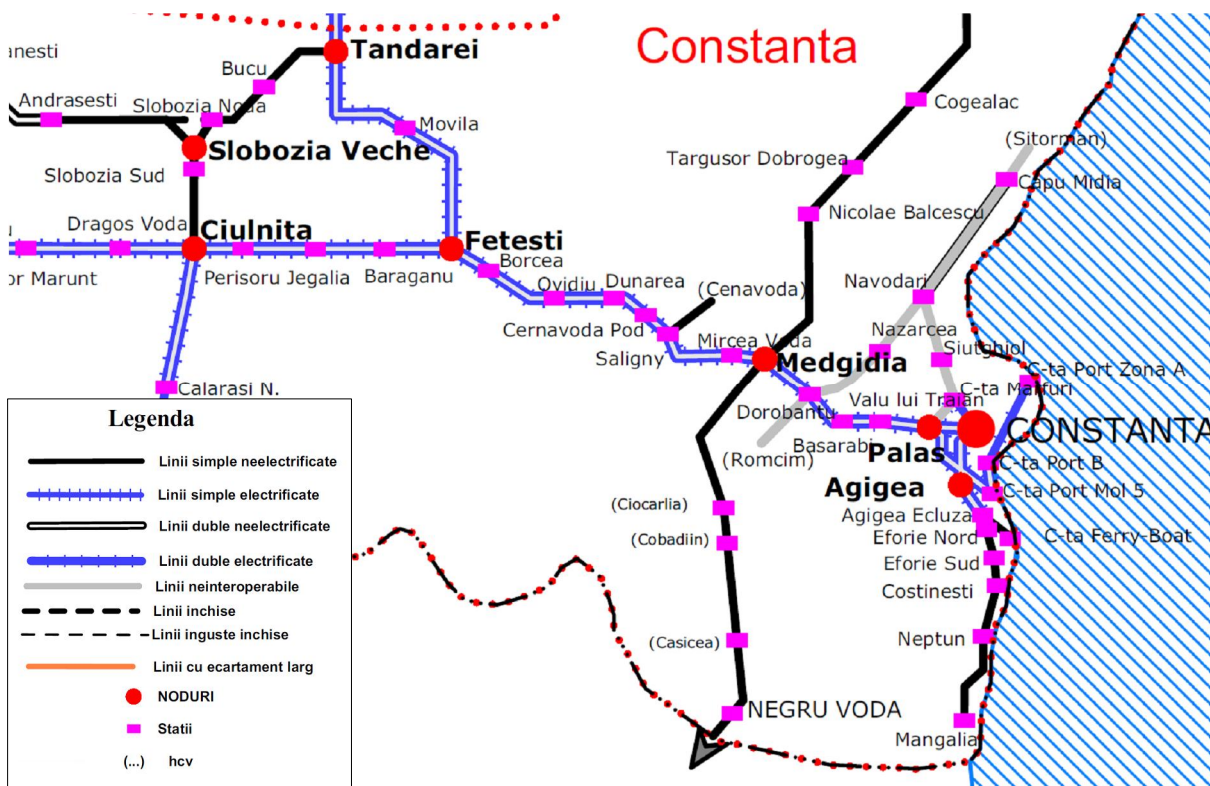 Constanta
Tandarei
anesti
Bucu
Andrasesti
Slobozia Noua
Cogealac
Movila
(Sitorman)
Slobozia Veche
Targusor Dobrogea
Slobozia Sud
Capu Midia
Nicolae Balcescu
Dragos Voda
Ciulnita
Fetesti
Borcea
or Marunt
Perisoru
Jegalia
Baraganu
Ovidiu
Dunarea
(Cenavoda)
Navodari
Cernavoda Pod
Mircea Voda
Nazarcea
Saligny
Medgidia
Siutghiol
C-ta Port Zona A
Calarasi N.
C-ta Marfuri
Dorobantu
Valu lui Traian
CONSTANTA
Basarabi
Palas
(Romcim)
C-ta Port B
Agigea
C-ta Port Mol 5
(Ciocarlia)
Agigea Ecluza
(Cobadiin)
Eforie Nord
C-ta Ferry-Boat
Eforie Sud
Costinesti
(Casicea)
Neptun
NEGRU VODA
Mangalia
Legenda
Linii simple neelectrificate
Linii simple electrificate
Linii duble neelectrificate
Linii duble electrificate
Linii neinteroperabile
Linii inchise
Linii inguste inchise
Linii cu ecartament larg
NODURI
Statii
(...) hcv